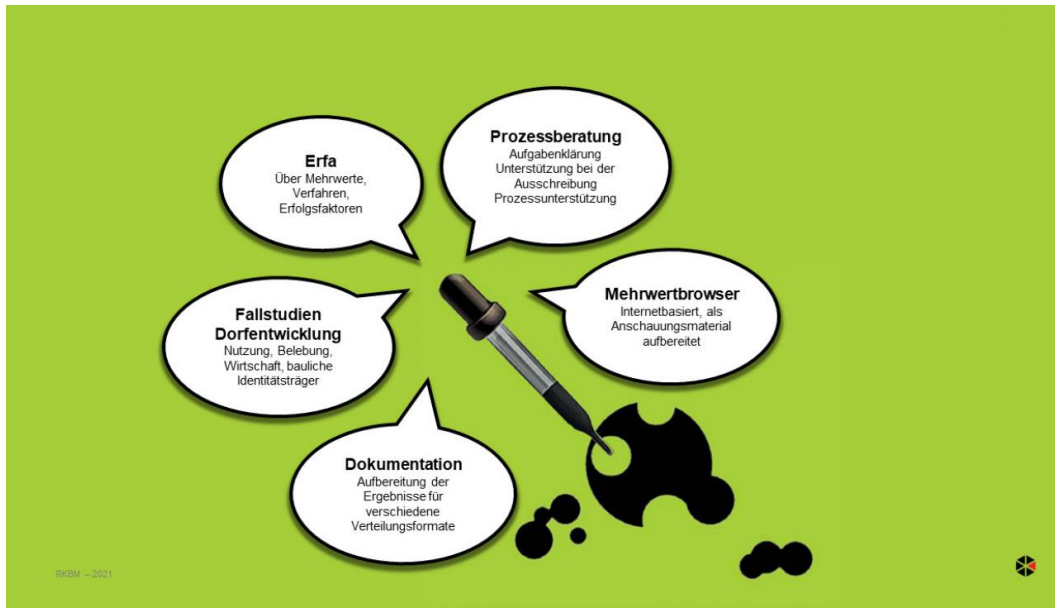 Erfa
Über Mehrwerte,
Verfahren,
Erfolgsfaktoren
Prozessberatung
Aufgabenklärung
Unterstützung bei der
Ausschreibung
Prozessunterstützung
Fallstudien
Dorfentwicklung
Nutzung, Belebung,
Wirtschaft, bauliche
Identitätsträger
Mehrwertbrowser
Internetbasiert, als
Anschauungsmaterial
aufbereitet
Dokumentation
Aufbereitung der
Ergebnisse für
verschiedene
Verteilungsformate
RKBM – 2021